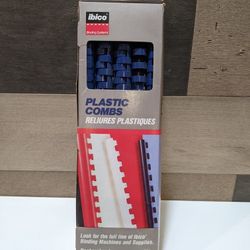 ibico
Binding Systems
PLASTIC
COMBS
RELIURES PLASTIQUES
Look for the full line of Ibico®
Binding Machines and Supplies.